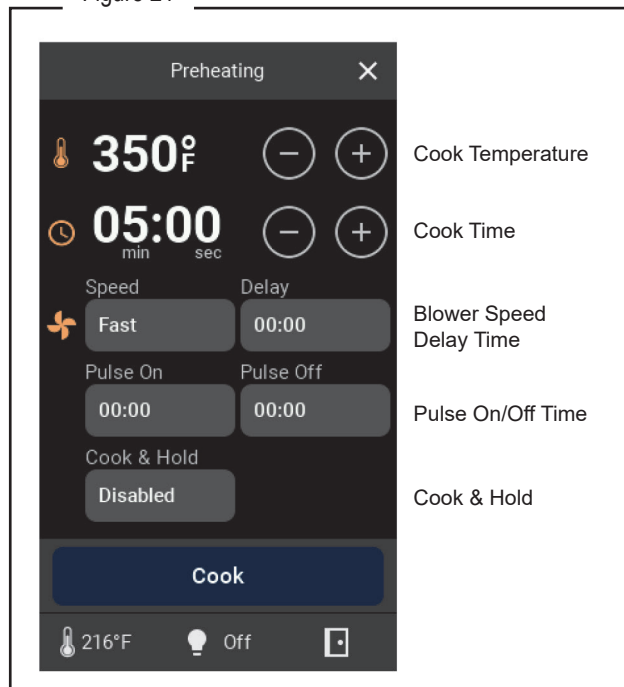 Preheating
350°F
Cook Temperature
05:00
min sec
Cook Time
Speed Delay
Fast 00:00
Blower Speed
Delay Time
Pulse On Pulse Off
00:00 00:00
Pulse On/Off Time
Cook & Hold
Disabled
Cook & Hold
Cook
216°F Off